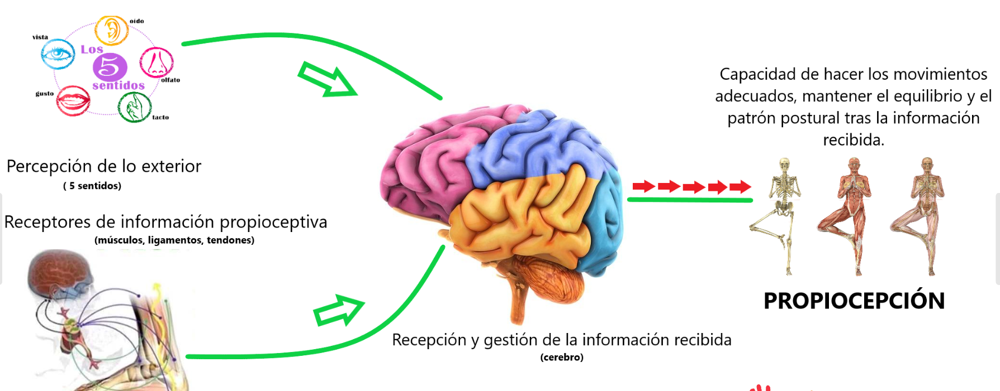 oido
vista
Los
5
sentidos
olfato
gusto
tacto
Percepción de lo exterior
( 5 sentidos)
Receptores de información propioceptiva
(músculos, ligamentos, tendones)
Recepción y gestión de la información recibida
(cerebro)
Capacidad de hacer los movimientos
adecuados, mantener el equilibrio y el
patrón postural tras la información
recibida.
PROPIOCEPCIÓN